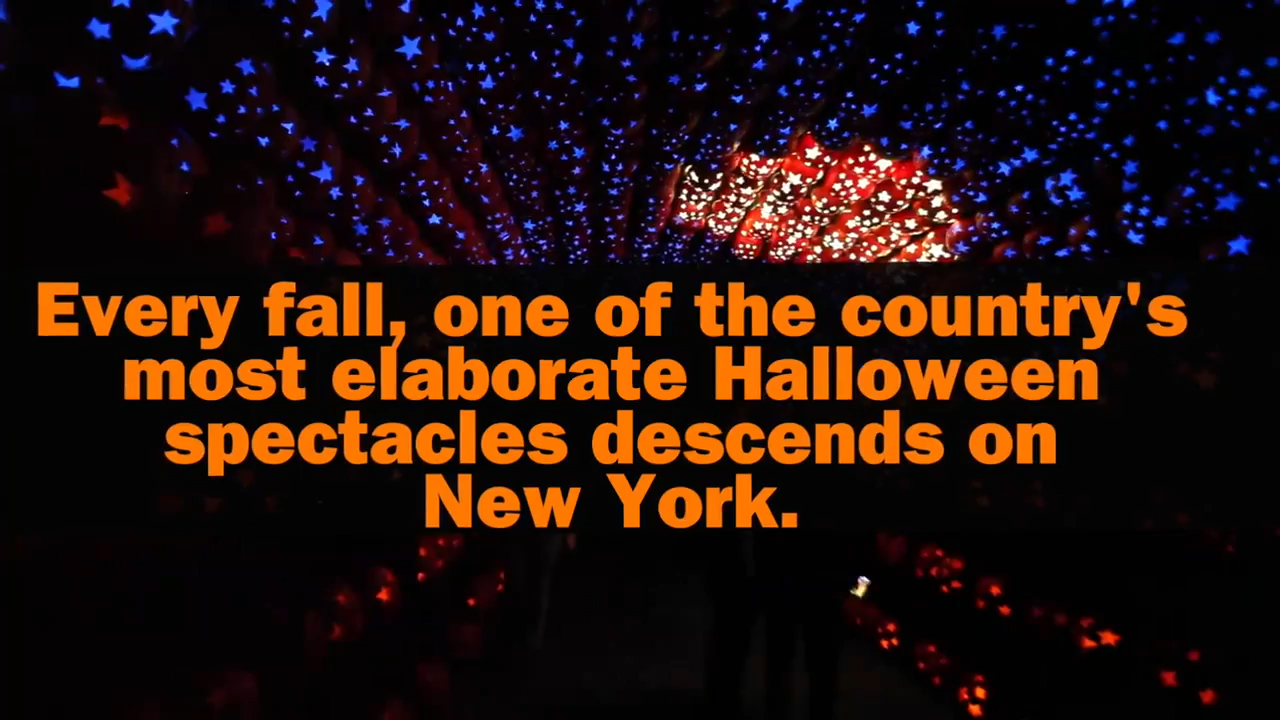 Every fall, one of the country's
most elaborate Halloween
spectacles descends on
New York.